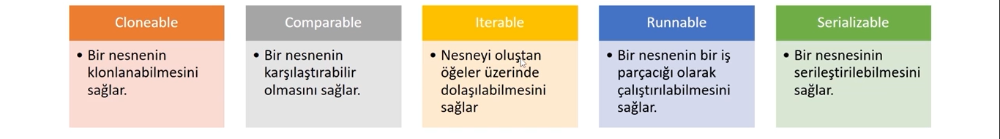 Cloneable
• Bir nesnenin
klonlanabilmesini
sağlar.
Comparable
• Bir nesnenin
karşılaştırabilir
olmasını sağlar.
Iterable
• Nesneyi oluştan
öğeler üzerinde
dolaşılabilmesini
sağlar
Runnable
• Bir nesnenin bir iş
parçacığı olarak
çalıştırılabilmesini
sağlar.
Serializable
• Bir nesnesinin
serileştirilebilmesini
sağlar.